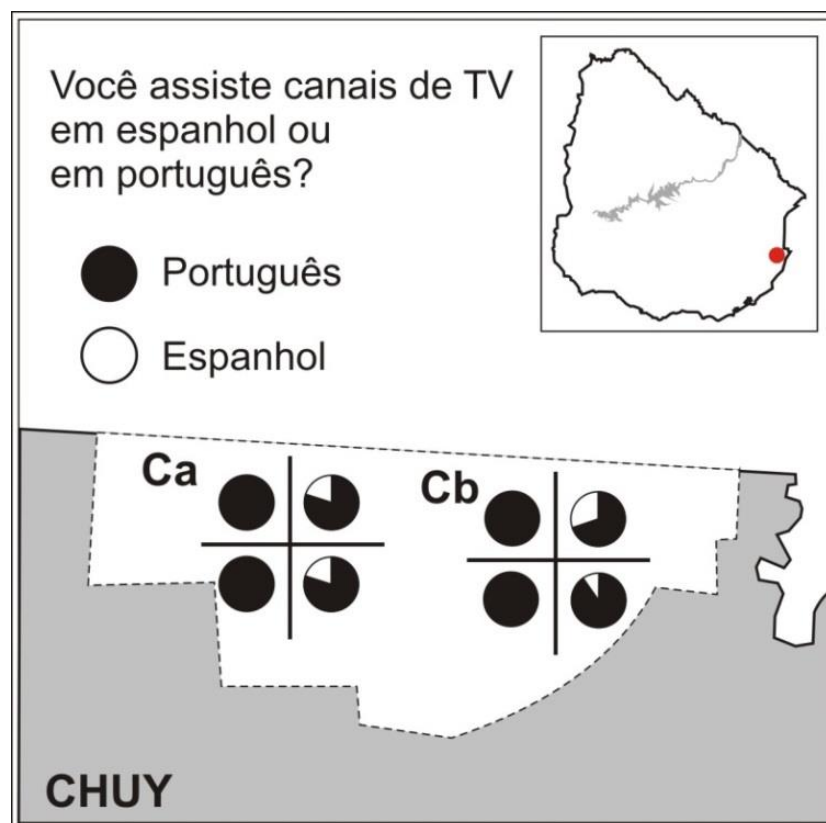 Você assiste canais de TV
em espanhol ou
em português?
Português
Espanhol
Ca
Cb
CHUY